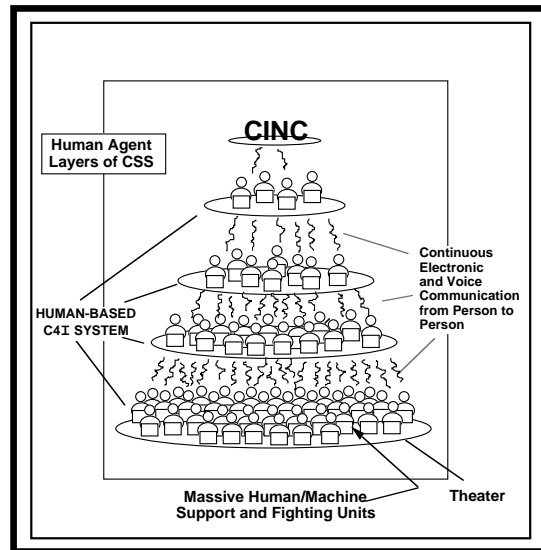 CINC
Human Agent
Layers of CSS
Continuous
Electronic
and Voice
Communication
from Person to
Person
HUMAN-BASED
C4I SYSTEM
Massive Human/Machine
Support and Fighting Units
Theater